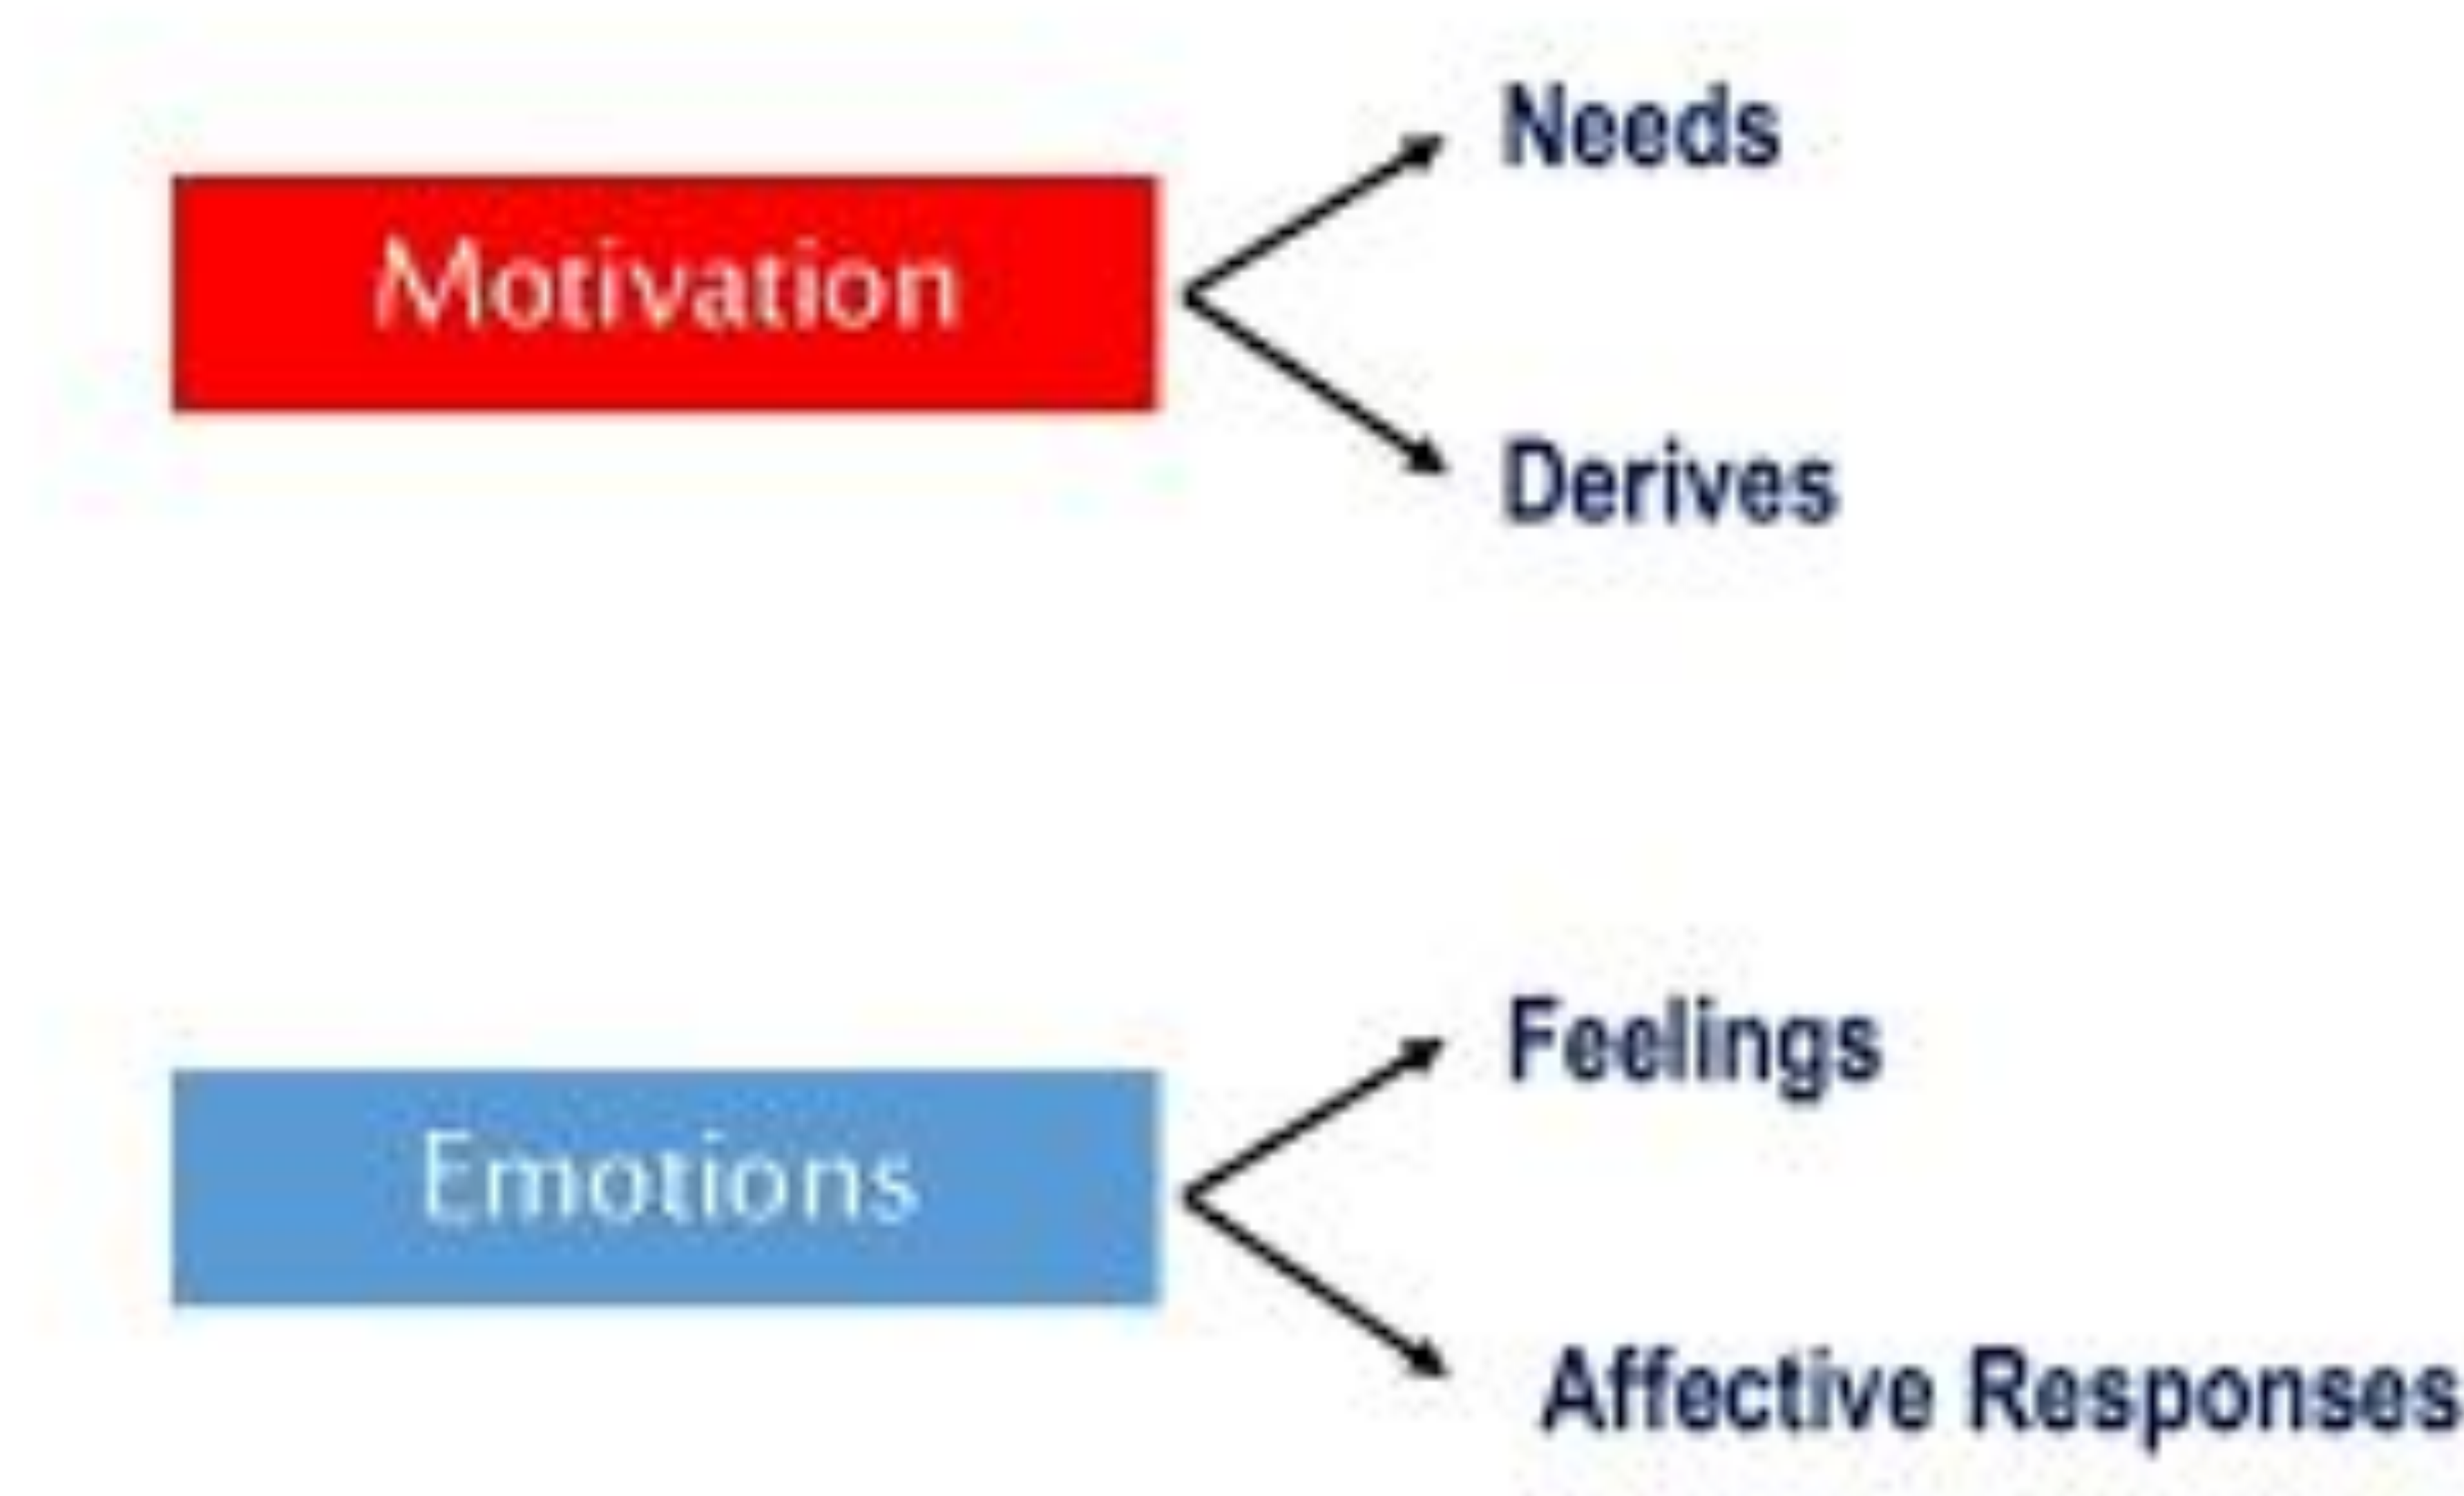 Needs
Motivation
Derives
Feelings
Emotions
Affective Responses